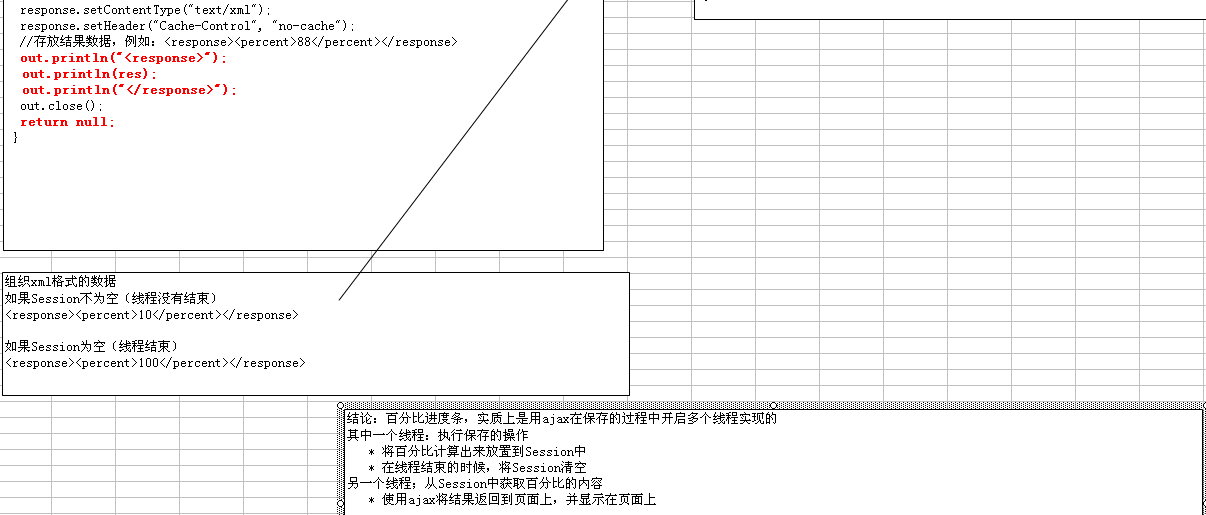 response.setContentType("text/xml");
response.setHeader("Cache-Control", "no-cache");
//存放结果数据，例如：<response><percent>88</percent></response>
out.println("<response>");
out.println(res);
out.println("</response>");
out.close();
return null;
}
组织xml格式的数据
如果Session不为空（线程没有结束）
<response><percent>10</percent></response>
如果Session为空（线程结束）
<response><percent>100</percent></response>
结论：百分比进度条，实质上是用ajax在保存的过程中开启多个线程实现的
其中一个线程：执行保存的操作
* 将百分比计算出来放置到Session中
* 在线程结束的时候，将Session清空
另一个线程：从Session中获取百分比的内容
* 使用ajax将结果返回到页面上，并显示在页面上